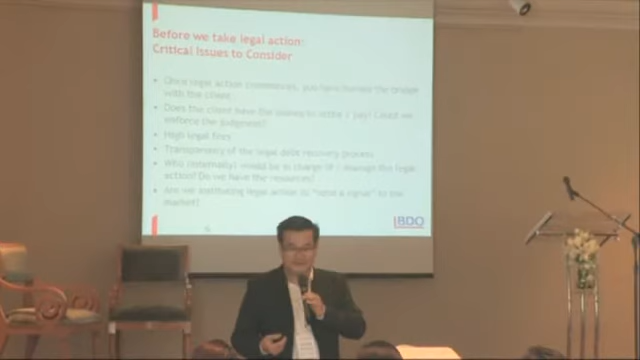 Before we take legal action:
Critical Issues to Consider
• Once legal action commences, you have burned the bridge
with the client
• Does the client have the money to settle / pay? Could we
enforce the judgment?
• High legal fees
• Transparency of the legal debt recovery process
• Who (internally) would be in charge of / manage the legal
action? Do we have the resources?
• Are we instituting legal action to "send a signal" to the
market?
BDO